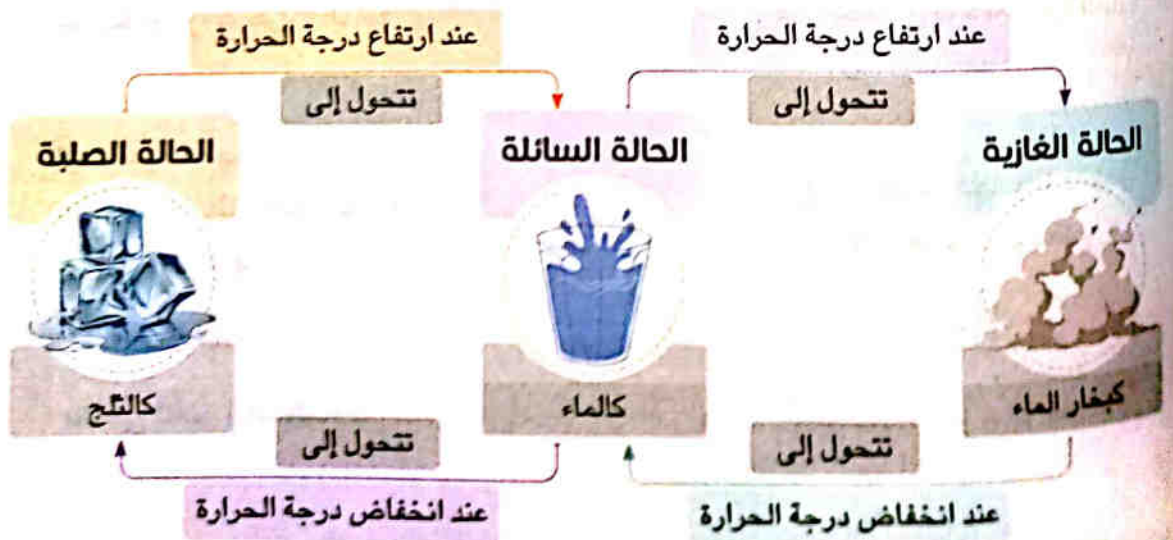 عند ارتفاع درجة الحرارة
عند ارتفاع درجة الحرارة
تتحول إلى
تتحول إلى
الحالة الغازية
الحالة السائلة
الحالة الصلبة
كبخار الماء
كالماء
كالثلج
تتحول إلى
تتحول إلى
عند انخفاض درجة الحرارة
عند انخفاض درجة الحرارة